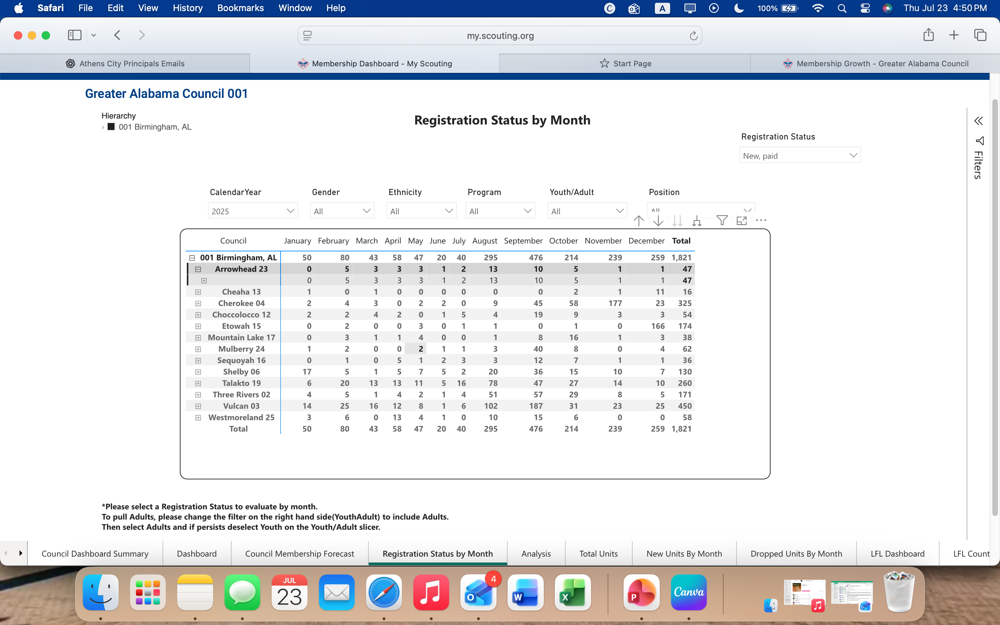 Safari File Edit View History Bookmarks Window Help A 100% Thu Jul 23 4:50 PM
my.scouting.org
Athens City Principals Emails Membership Dashboard - My Scouting Start Page Membership Growth - Greater Alabama Council
Greater Alabama Council 001
Hierarchy
001 Birmingham, AL
Registration Status by Month
Registration Status
New, paid
Filters
CalendarYear Gender Ethnicity Program Youth/Adult Position
2025 All All All All All
Council January February March April May June July August September October November December Total
001 Birmingham, AL 50 80 43 58 47 20 40 295 476 214 239 259 1,821
Arrowhead 23 0 5 3 3 3 1 2 13 10 5 1 1 47
0 5 3 3 3 1 2 13 10 5 1 1 47
Cheaha 13 1 0 1 0 0 0 0 0 0 2 1 11 16
Cherokee 04 2 4 3 0 2 2 0 9 45 58 177 23 325
Choccolocco 12 2 2 4 2 0 1 5 4 19 9 3 3 54
Etowah 15 0 2 0 0 3 0 1 1 0 1 0 166 174
Mountain Lake 17 0 3 1 1 4 0 0 1 8 16 1 3 38
Mulberry 24 1 2 0 0 2 1 1 3 40 8 0 4 62
Sequoyah 16 0 1 0 5 1 2 3 3 12 7 1 1 36
Shelby 06 17 5 1 5 7 5 2 20 36 15 10 7 130
Talakto 19 6 20 13 13 11 5 16 78 47 27 14 10 260
Three Rivers 02 4 5 1 4 2 1 4 51 57 29 8 5 171
Vulcan 03 14 25 16 12 8 1 6 102 187 31 23 25 450
Westmoreland 25 3 6 0 13 4 1 0 10 15 6 0 0 58
Total 50 80 43 58 47 20 40 295 476 214 239 259 1,821
*Please select a Registration Status to evaluate by month.
To pull Adults, please change the filter on the right hand side(YouthAdult) to include Adults.
Then select Adults and if persists deselect Youth on the Youth/Adult slicer.
Council Dashboard Summary Dashboard Council Membership Forecast Registration Status by Month Analysis Total Units New Units By Month Dropped Units By Month LFL Dashboard LFL Count
JUL
23
4
O
W
X
P
Canva